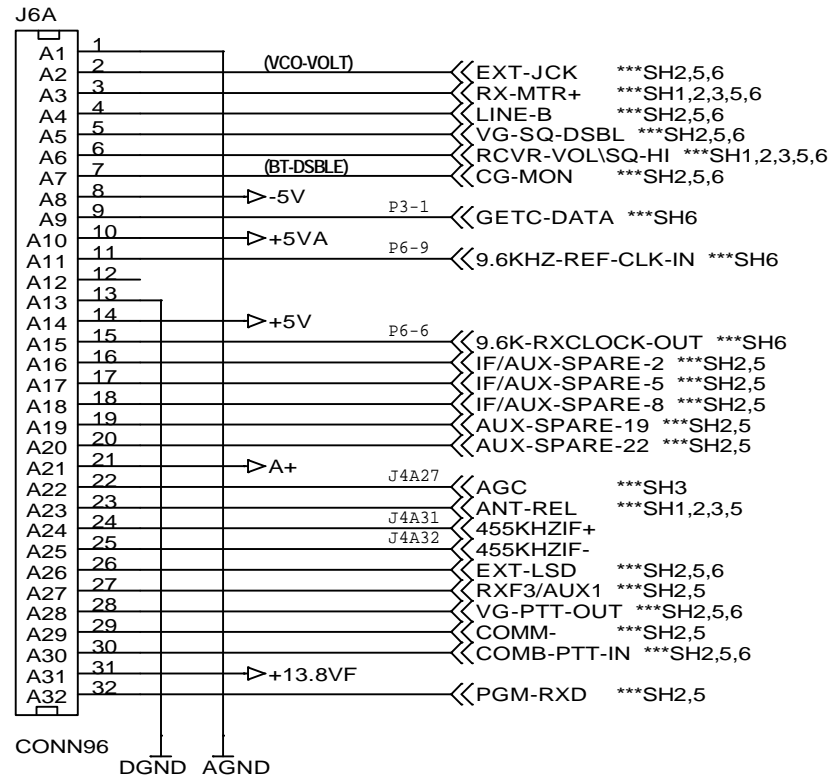 J6A
A1 1
A2 2 (VCO-VOLT) EXT-JCK ***SH2,5,6
A3 3 RX-MTR+ ***SH1,2,3,5,6
A4 4 LINE-B ***SH2,5,6
A5 5 VG-SQ-DSBL ***SH2,5,6
A6 6 RCVR-VOL\SQ-HI ***SH1,2,3,5,6
A7 7 (BT-DSBLE) CG-MON ***SH2,5,6
A8 8 -5V
A9 9 P3-1 GETC-DATA ***SH6
A10 10 +5VA
A11 11 P6-9 9.6KHZ-REF-CLK-IN ***SH6
A12 12
A13 13
A14 14 +5V
A15 15 P6-6 9.6K-RXCLOCK-OUT ***SH6
A16 16 IF/AUX-SPARE-2 ***SH2,5
A17 17 IF/AUX-SPARE-5 ***SH2,5
A18 18 IF/AUX-SPARE-8 ***SH2,5
A19 19 AUX-SPARE-19 ***SH2,5
A20 20 AUX-SPARE-22 ***SH2,5
A21 21 A+
A22 22 J4A27 AGC ***SH3
A23 23 ANT-REL ***SH1,2,3,5
A24 24 J4A31 455KHZIF+
A25 25 J4A32 455KHZIF-
A26 26 EXT-LSD ***SH2,5,6
A27 27 RXF3/AUX1 ***SH2,5
A28 28 VG-PTT-OUT ***SH2,5,6
A29 29 COMM- ***SH2,5
A30 30 COMB-PTT-IN ***SH2,5,6
A31 31 +13.8VF
A32 32 PGM-RXD ***SH2,5
CONN96
DGND AGND